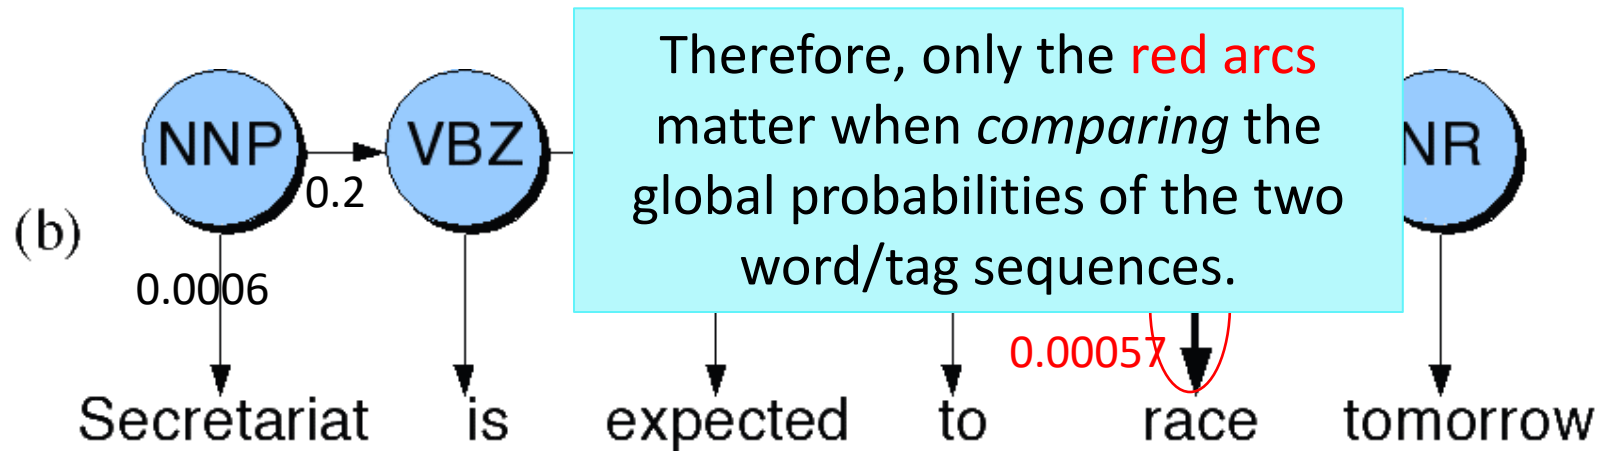 Therefore, only the red arcs
matter when comparing the
global probabilities of the two
word/tag sequences.
NNP VBZ NR
0.2
(b)
0.0006
0.00057
Secretariat is expected to race tomorrow